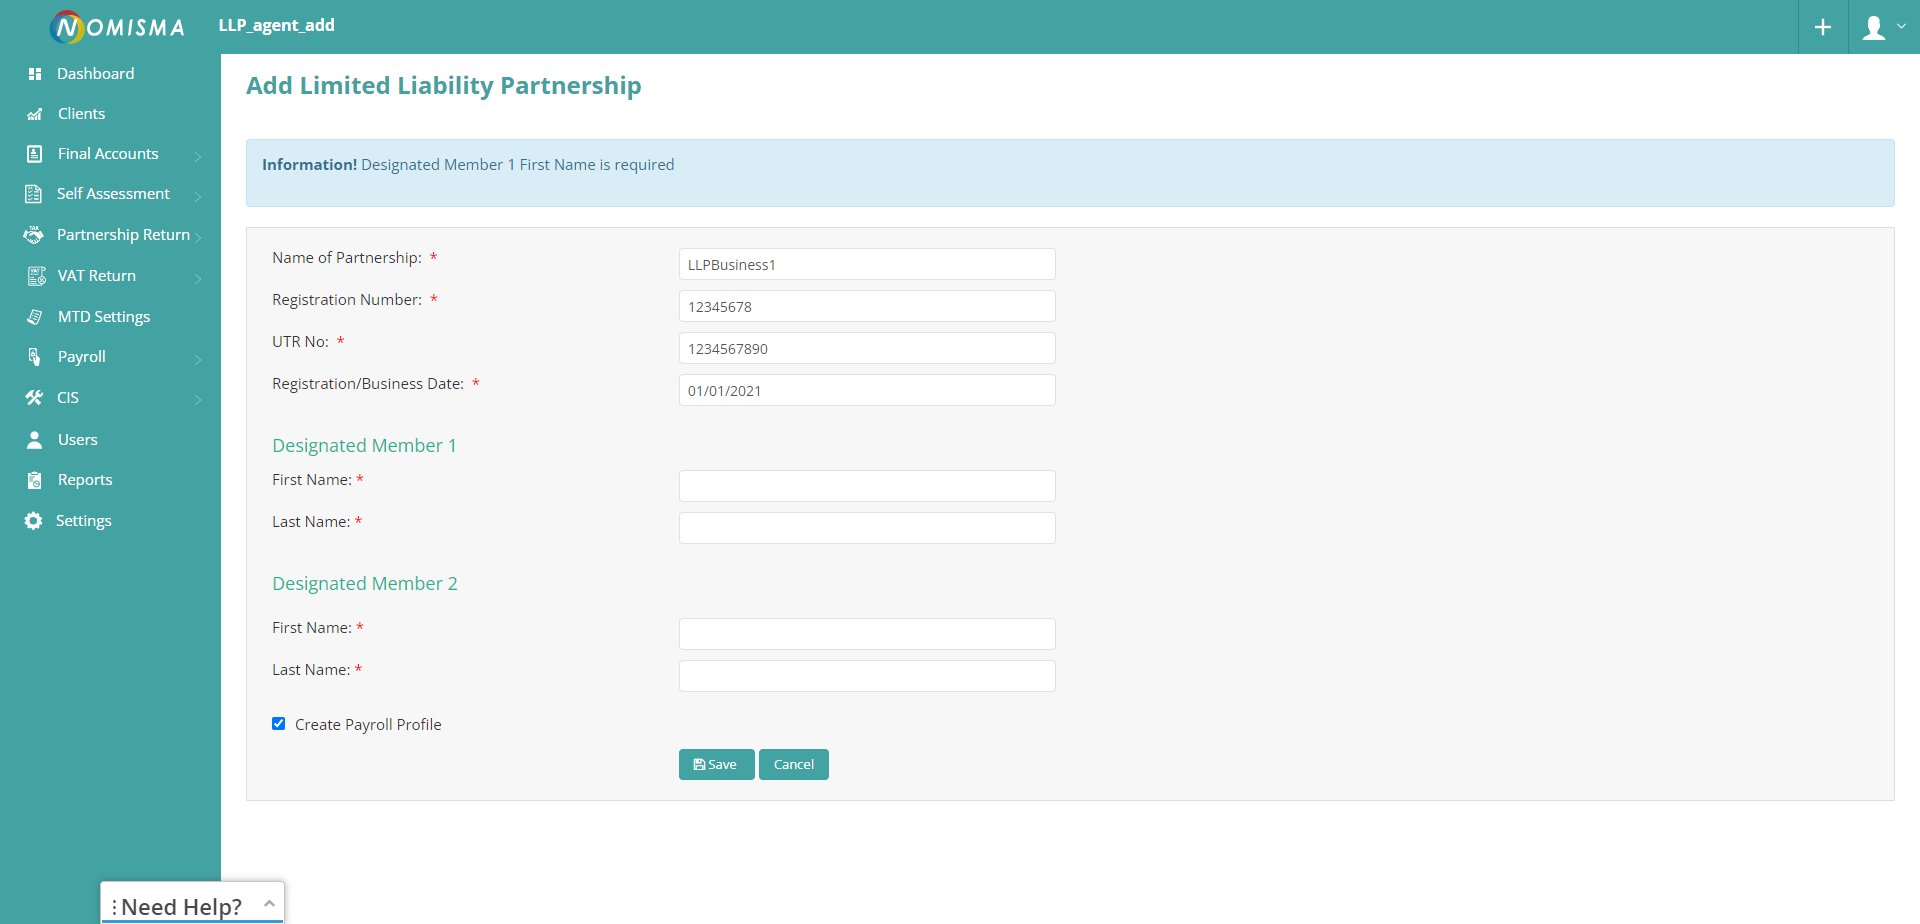 NOMISMA
LLP_agent_add
Dashboard
Clients
Final Accounts
Self Assessment
Partnership Return
VAT Return
MTD Settings
Payroll
CIS
Users
Reports
Settings
Add Limited Liability Partnership
Information! Designated Member 1 First Name is required
Name of Partnership: * LLPBusiness1
Registration Number: * 12345678
UTR No: * 1234567890
Registration/Business Date: * 01/01/2021
Designated Member 1
First Name: *
Last Name: *
Designated Member 2
First Name: *
Last Name: *
Create Payroll Profile
Save Cancel
Need Help?